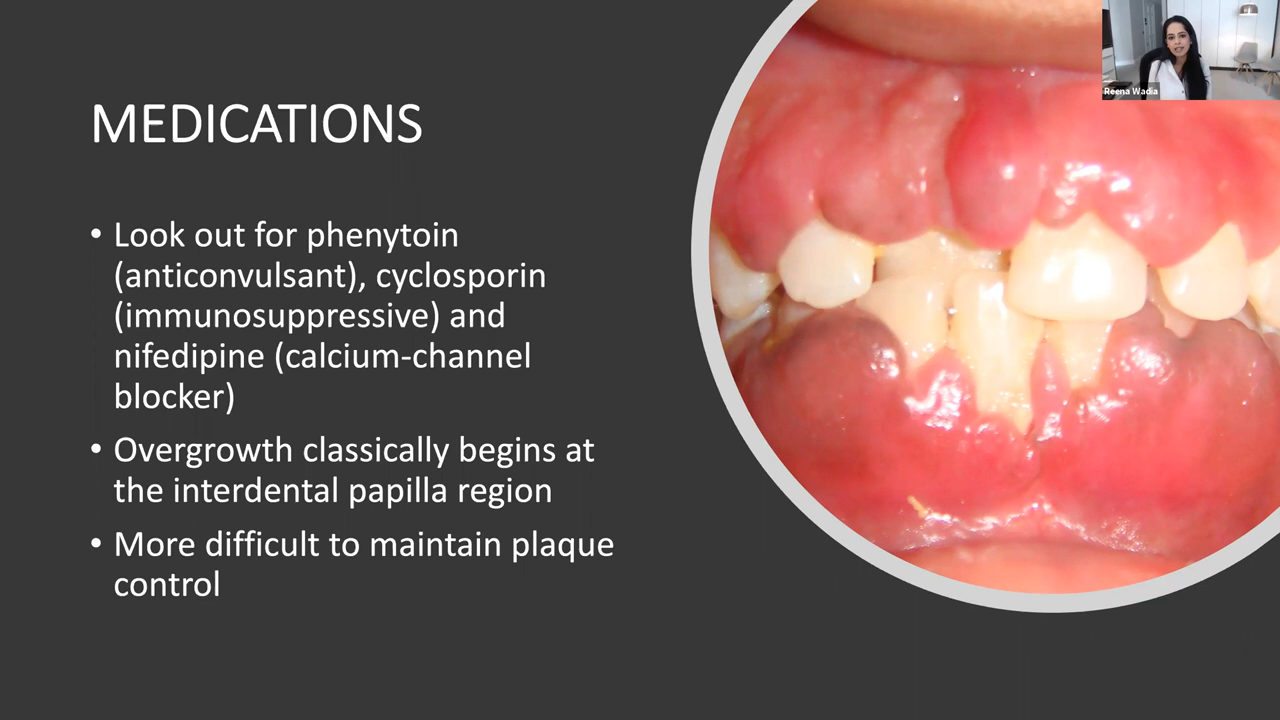 Reena Wadia
MEDICATIONS
• Look out for phenytoin
(anticonvulsant), cyclosporin
(immunosuppressive) and
nifedipine (calcium-channel
blocker)
• Overgrowth classically begins at
the interdental papilla region
• More difficult to maintain plaque
control